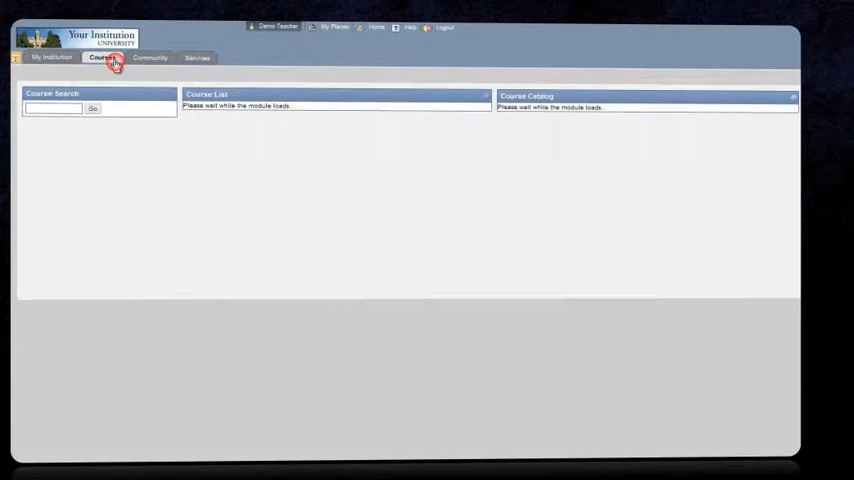 Your Institution
UNIVERSITY
Demo Teacher My Places Home Help Logout
My Institution Courses Community Services
Course Search
Go
Course List
Please wait while the module loads...
Course Catalog
Please wait while the module loads...